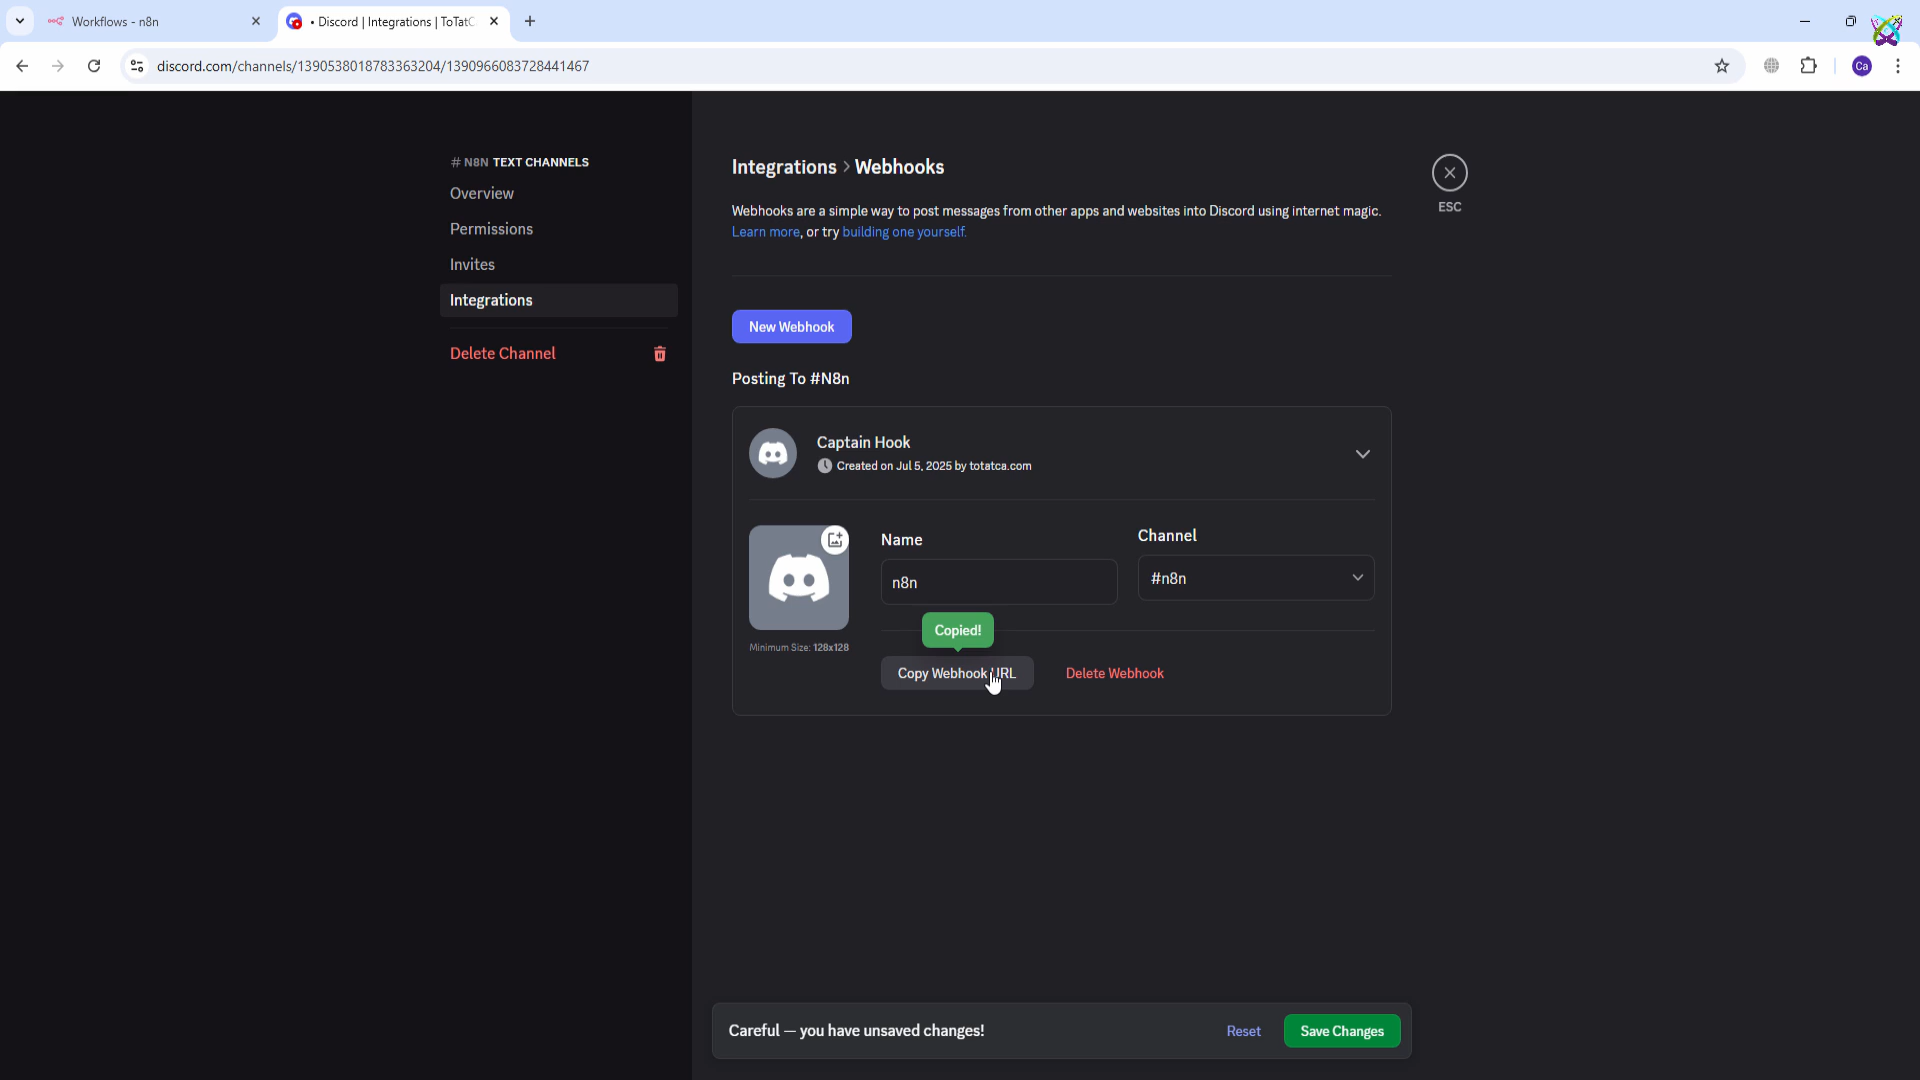 Workflows - n8n
• Discord | Integrations | ToTatC
discord.com/channels/1390538018783363204/1390966083728441467
Ca
# N8N TEXT CHANNELS
Overview
Permissions
Invites
Integrations
Delete Channel
Integrations > Webhooks
ESC
Webhooks are a simple way to post messages from other apps and websites into Discord using internet magic.
Learn more, or try building one yourself.
New Webhook
Posting To #N8n
Captain Hook
Created on Jul 5, 2025 by totatca.com
Name
Channel
n8n
#n8n
Copied!
Minimum Size: 128x128
Copy Webhook URL
Delete Webhook
Careful — you have unsaved changes!
Reset
Save Changes